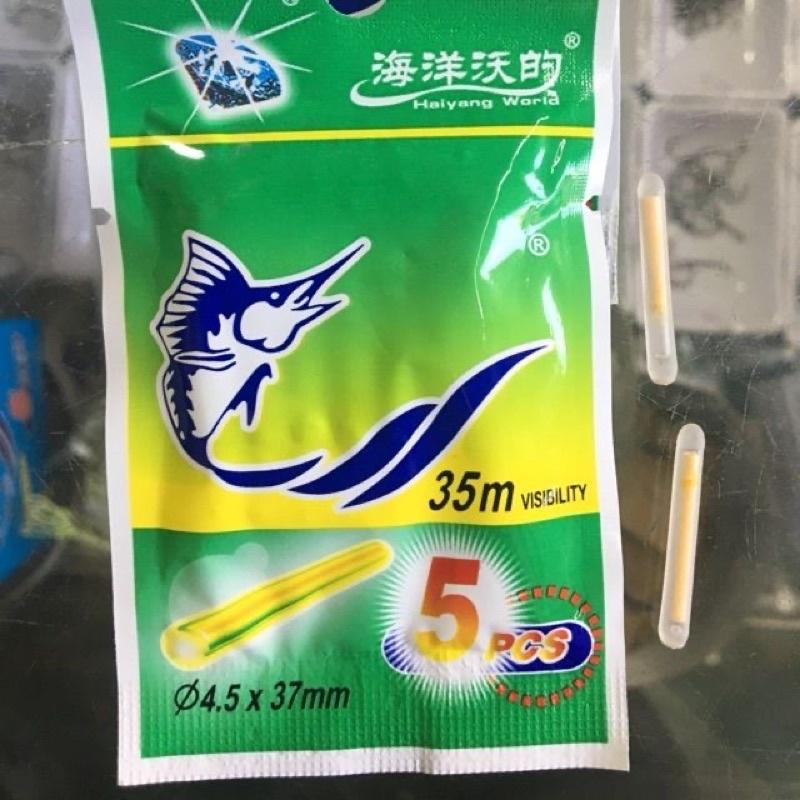 海洋沃的®
Haiyang World
®
35m VISIBILITY
5 PCS
Ø4.5 x 37mm